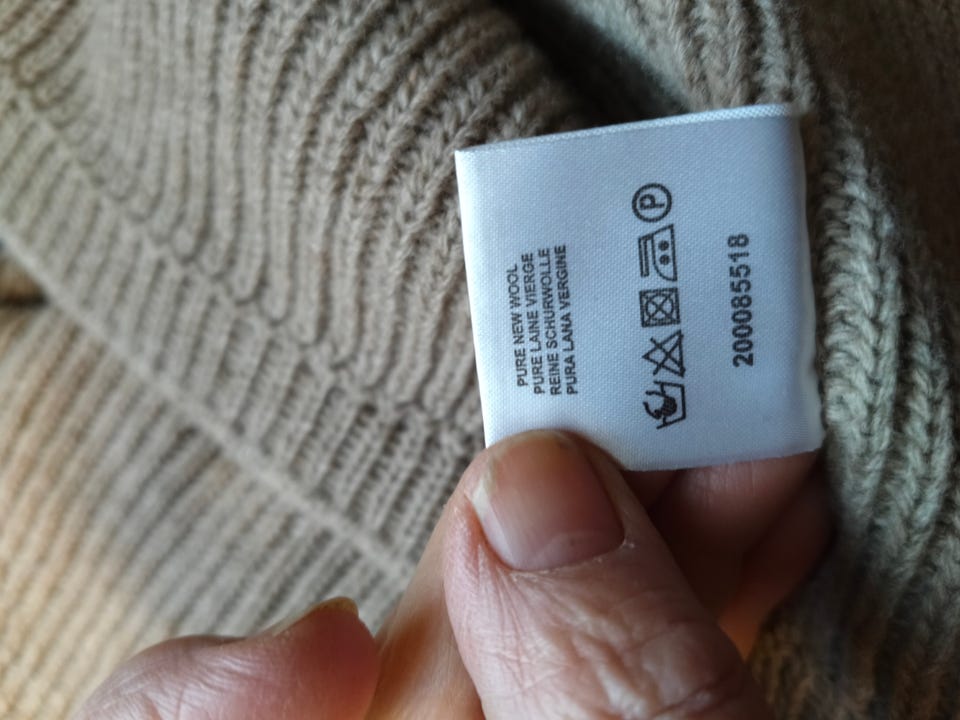 PURE NEW WOOL
PURE LAINE VIERGE
REINE SCHURWOLLE
PURA LANA VERGINE
P
200085518